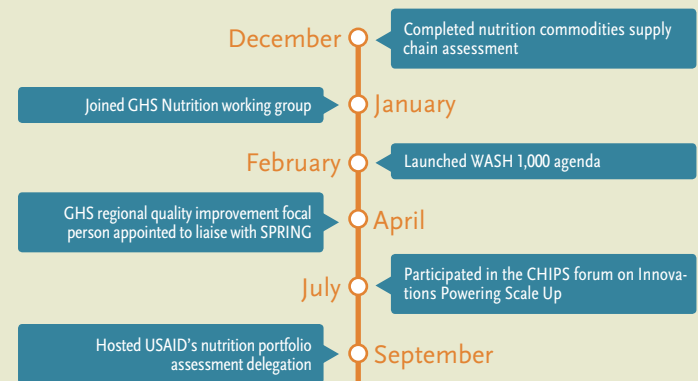 December
Completed nutrition commodities supply
chain assessment
Joined GHS Nutrition working group
January
February
Launched WASH 1,000 agenda
GHS regional quality improvement focal
person appointed to liaise with SPRING
April
July
Participated in the CHIPS forum on Innova-
tions Powering Scale Up
Hosted USAID’s nutrition portfolio
assessment delegation
September